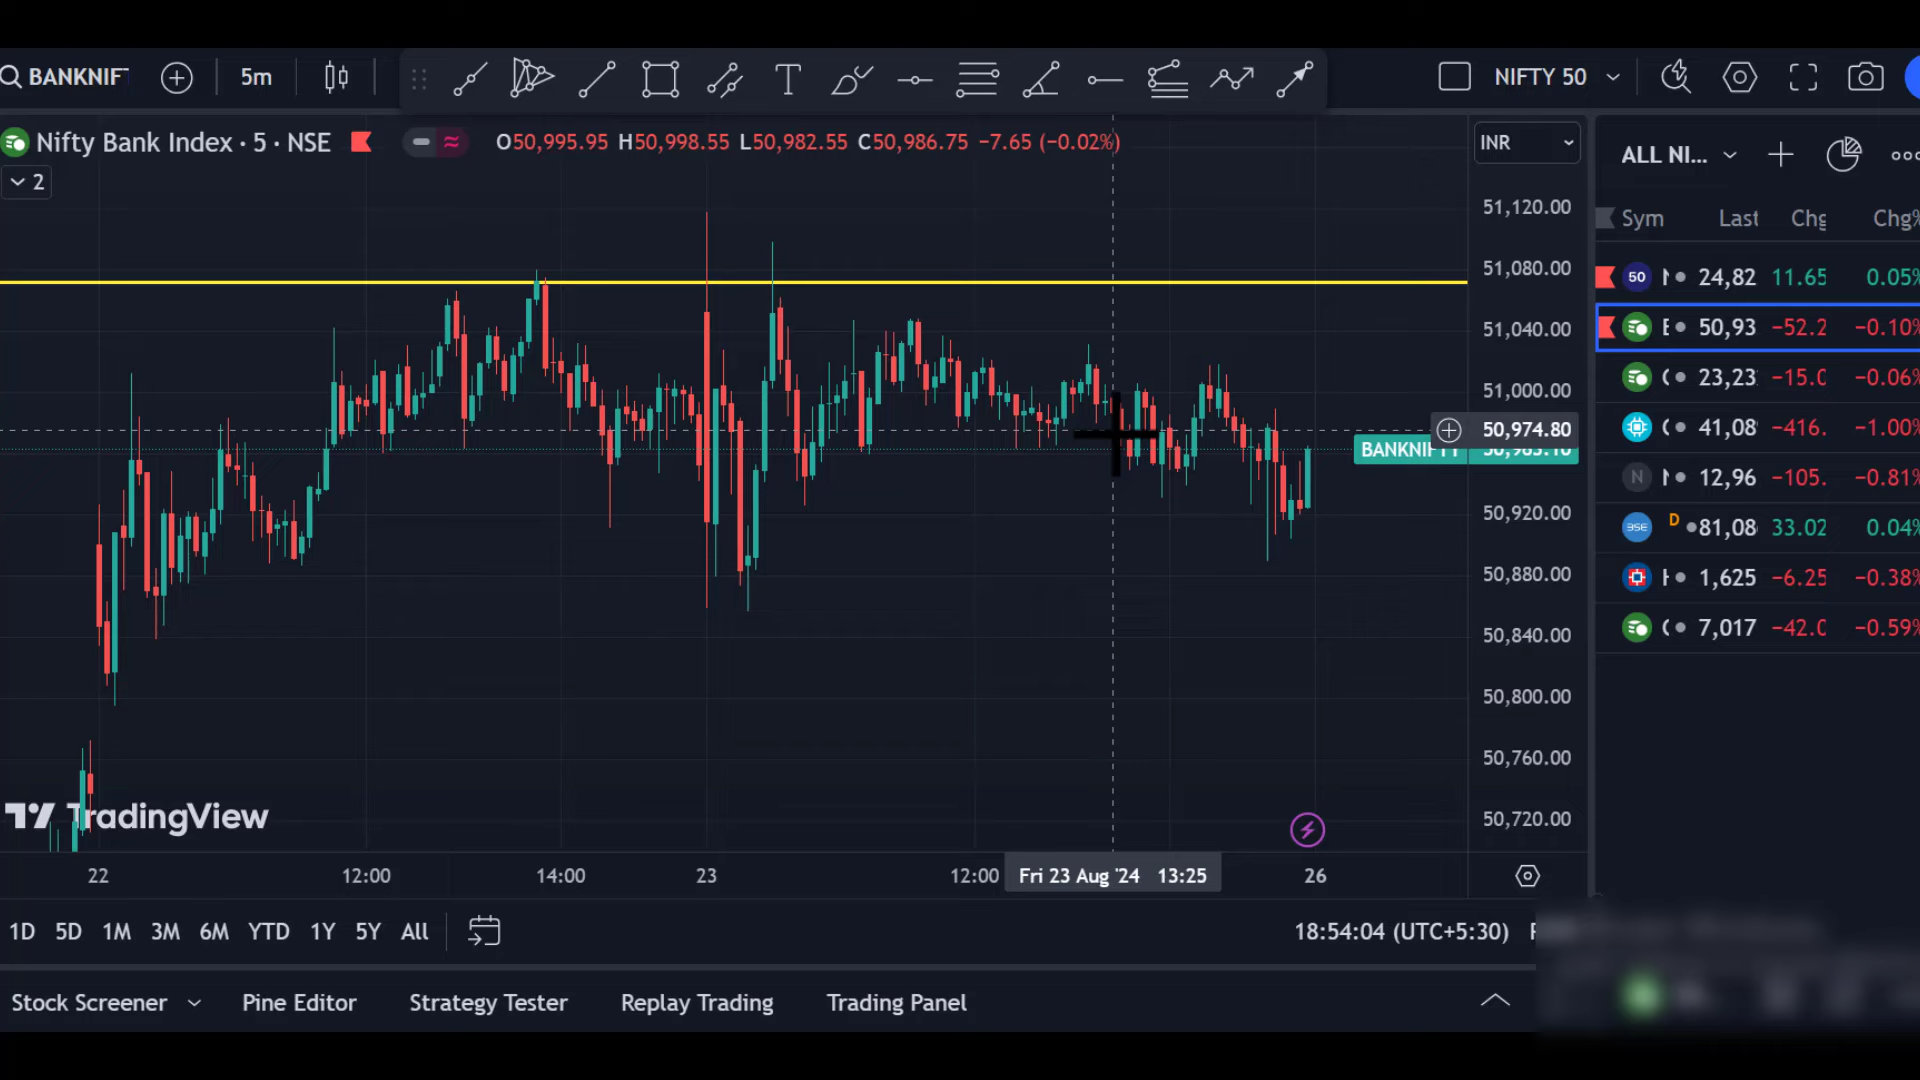 BANKNIF
5m
NIFTY 50
Nifty Bank Index · 5 · NSE
O50,995.95 H50,998.55 L50,982.55 C50,986.75 −7.65 (−0.02%)
INR
2
ALL NI...
Sym Last Chg Chg%
51,120.00
51,080.00
51,040.00
51,000.00
50,974.80
BANKNIFTY
50,920.00
50,880.00
50,840.00
50,800.00
50,760.00
50,720.00
50 24,82 11.65 0.05%
50,93 −52.2 −0.10%
23,23 −15.0 −0.06%
41,08 −416. −1.00%
N 12,96 −105. −0.81%
BSE D 81,08 33.02 0.04%
1,625 −6.25 −0.38%
7,017 −42.0 −0.59%
TradingView
22 12:00 14:00 23 12:00 Fri 23 Aug '24 13:25 26
1D 5D 1M 3M 6M YTD 1Y 5Y All
18:54:04 (UTC+5:30)
Stock Screener Pine Editor Strategy Tester Replay Trading Trading Panel